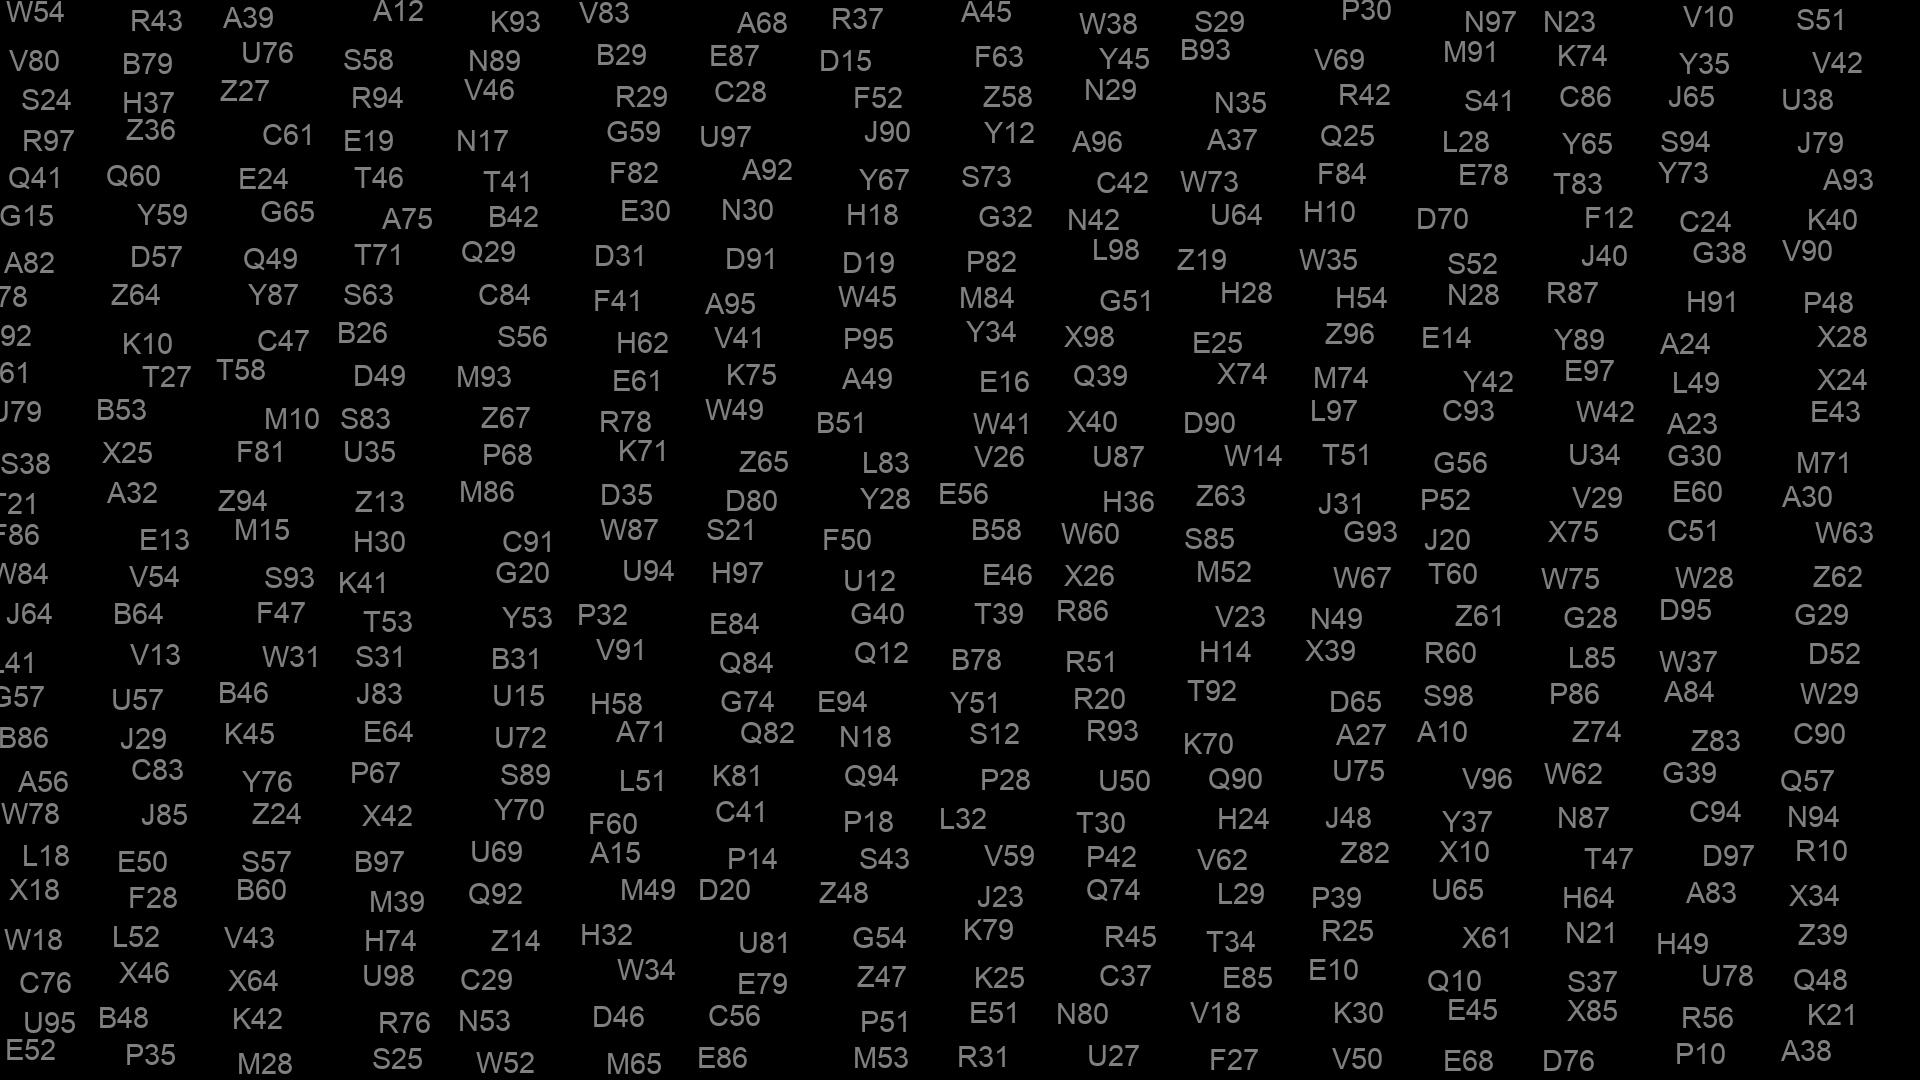 W54 R43 A39 A12 K93 V83 A68 R37 A45 W38 S29 P30 N97 N23 V10 S51
V80 B79 U76 S58 N89 B29 E87 D15 F63 Y45 B93 V69 M91 K74 Y35 V42
S24 H37 Z27 R94 V46 R29 C28 F52 Z58 N29 N35 R42 S41 C86 J65 U38
R97 Z36 C61 E19 N17 G59 U97 J90 Y12 A96 A37 Q25 L28 Y65 S94 J79
Q41 Q60 E24 T46 T41 F82 A92 Y67 S73 C42 W73 F84 E78 T83 Y73 A93
G15 Y59 G65 A75 B42 E30 N30 H18 G32 N42 U64 H10 D70 F12 C24 K40
A82 D57 Q49 T71 Q29 D31 D91 D19 P82 L98 Z19 W35 S52 J40 G38 V90
78 Z64 Y87 S63 C84 F41 A95 W45 M84 G51 H28 H54 N28 R87 H91 P48
92 K10 C47 B26 S56 H62 V41 P95 Y34 X98 E25 Z96 E14 Y89 A24 X28
61 T27 T58 D49 M93 E61 K75 A49 E16 Q39 X74 M74 Y42 E97 L49 X24
U79 B53 M10 S83 Z67 R78 W49 B51 W41 X40 D90 L97 C93 W42 A23 E43
S38 X25 F81 U35 P68 K71 Z65 L83 V26 U87 W14 T51 G56 U34 G30 M71
T21 A32 Z94 Z13 M86 D35 D80 Y28 E56 H36 Z63 J31 P52 V29 E60 A30
F86 E13 M15 H30 C91 W87 S21 F50 B58 W60 S85 G93 J20 X75 C51 W63
W84 V54 S93 K41 G20 U94 H97 U12 E46 X26 M52 W67 T60 W75 W28 Z62
J64 B64 F47 T53 Y53 P32 E84 G40 T39 R86 V23 N49 Z61 G28 D95 G29
L41 V13 W31 S31 B31 V91 Q84 Q12 B78 R51 H14 X39 R60 L85 W37 D52
G57 U57 B46 J83 U15 H58 G74 E94 Y51 R20 T92 D65 S98 P86 A84 W29
B86 J29 K45 E64 U72 A71 Q82 N18 S12 R93 K70 A27 A10 Z74 Z83 C90
A56 C83 Y76 P67 S89 L51 K81 Q94 P28 U50 Q90 U75 V96 W62 G39 Q57
W78 J85 Z24 X42 Y70 F60 C41 P18 L32 T30 H24 J48 Y37 N87 C94 N94
L18 E50 S57 B97 U69 A15 P14 S43 V59 P42 V62 Z82 X10 T47 D97 R10
X18 F28 B60 M39 Q92 M49 D20 Z48 J23 Q74 L29 P39 U65 H64 A83 X34
W18 L52 V43 H74 Z14 H32 U81 G54 K79 R45 T34 R25 X61 N21 H49 Z39
C76 X46 X64 U98 C29 W34 E79 Z47 K25 C37 E85 E10 Q10 S37 U78 Q48
U95 B48 K42 R76 N53 D46 C56 P51 E51 N80 V18 K30 E45 X85 R56 K21
E52 P35 M28 S25 W52 M65 E86 M53 R31 U27 F27 V50 E68 D76 P10 A38